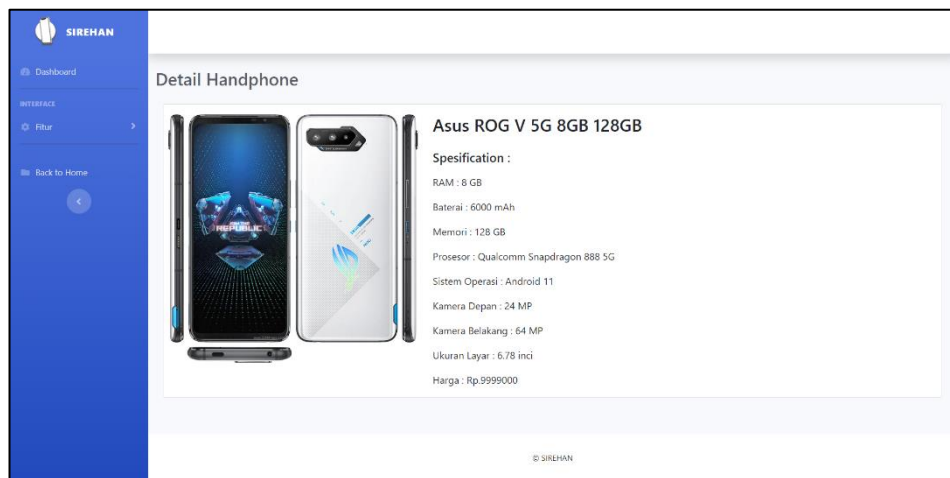 SIREHAN
Dashboard
INTERFACE
Fitur
Back to Home
Detail Handphone
REPUBLIC
Asus ROG V 5G 8GB 128GB
Spesification :
RAM : 8 GB
Baterai : 6000 mAh
Memori : 128 GB
Prosesor : Qualcomm Snapdragon 888 5G
Sistem Operasi : Android 11
Kamera Depan : 24 MP
Kamera Belakang : 64 MP
Ukuran Layar : 6.78 inci
Harga : Rp.9999000
© SIREHAN